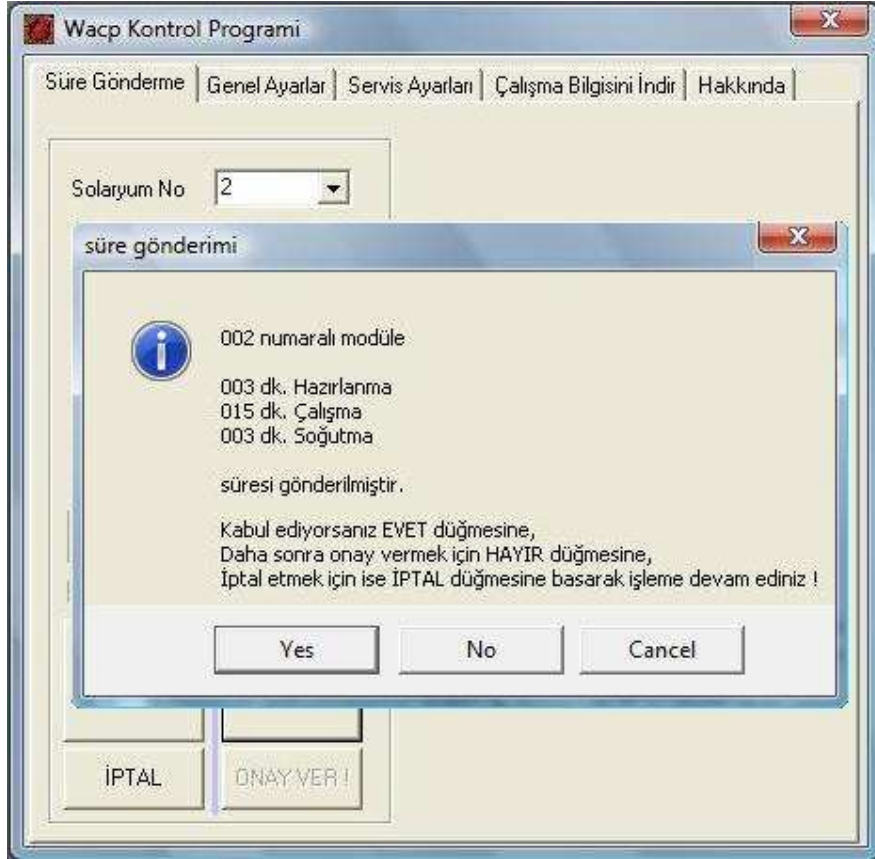 Wacp Kontrol Programi
Süre Gönderme Genel Ayarlar Servis Ayarları Çalışma Bilgisini İndir Hakkında
Solaryum No 2
süre gönderimi
002 numaralı modüle
003 dk. Hazırlanma
015 dk. Çalışma
003 dk. Soğutma
süresi gönderilmiştir.
Kabul ediyorsanız EVET düğmesine,
Daha sonra onay vermek için HAYIR düğmesine,
İptal etmek için ise İPTAL düğmesine basarak işleme devam ediniz !
Yes No Cancel
İPTAL ONAY VER !